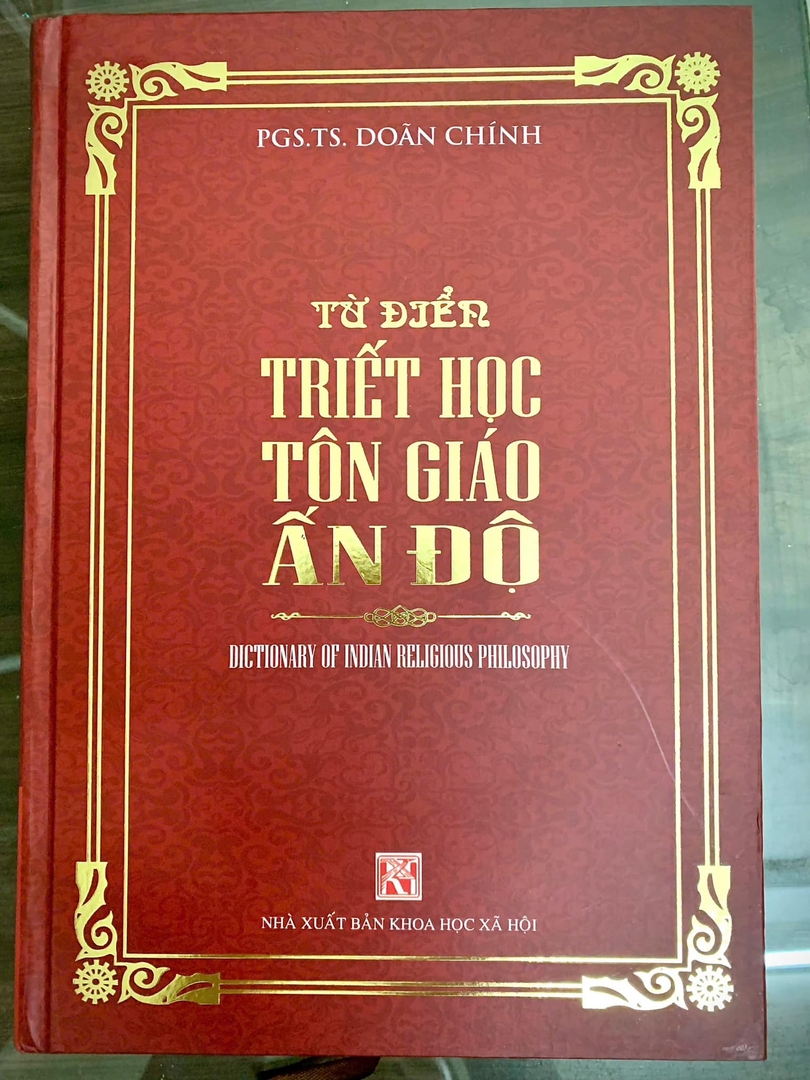 PGS.TS. DOÃN CHÍNH
TỪ ĐIỂN
TRIẾT HỌC
TÔN GIÁO
ẤN ĐỘ
DICTIONARY OF INDIAN RELIGIOUS PHILOSOPHY
NHÀ XUẤT BẢN KHOA HỌC XÃ HỘI